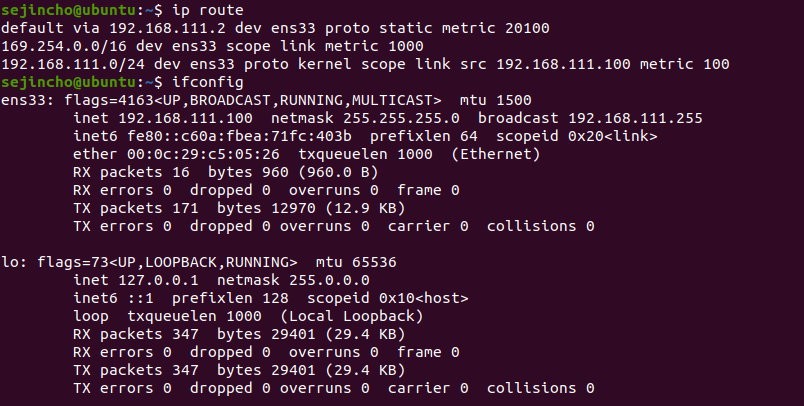 sejincho@ubuntu:~$ ip route
default via 192.168.111.2 dev ens33 proto static metric 20100
169.254.0.0/16 dev ens33 scope link metric 1000
192.168.111.0/24 dev ens33 proto kernel scope link src 192.168.111.100 metric 100
sejincho@ubuntu:~$ ifconfig
ens33: flags=4163<UP,BROADCAST,RUNNING,MULTICAST>  mtu 1500
        inet 192.168.111.100  netmask 255.255.255.0  broadcast 192.168.111.255
        inet6 fe80::c60a:fbea:71fc:403b  prefixlen 64  scopeid 0x20<link>
        ether 00:0c:29:c5:05:26  txqueuelen 1000  (Ethernet)
        RX packets 16  bytes 960 (960.0 B)
        RX errors 0  dropped 0  overruns 0  frame 0
        TX packets 171  bytes 12970 (12.9 KB)
        TX errors 0  dropped 0 overruns 0  carrier 0  collisions 0

lo: flags=73<UP,LOOPBACK,RUNNING>  mtu 65536
        inet 127.0.0.1  netmask 255.0.0.0
        inet6 ::1  prefixlen 128  scopeid 0x10<host>
        loop  txqueuelen 1000  (Local Loopback)
        RX packets 347  bytes 29401 (29.4 KB)
        RX errors 0  dropped 0  overruns 0  frame 0
        TX packets 347  bytes 29401 (29.4 KB)
        TX errors 0  dropped 0 overruns 0  carrier 0  collisions 0